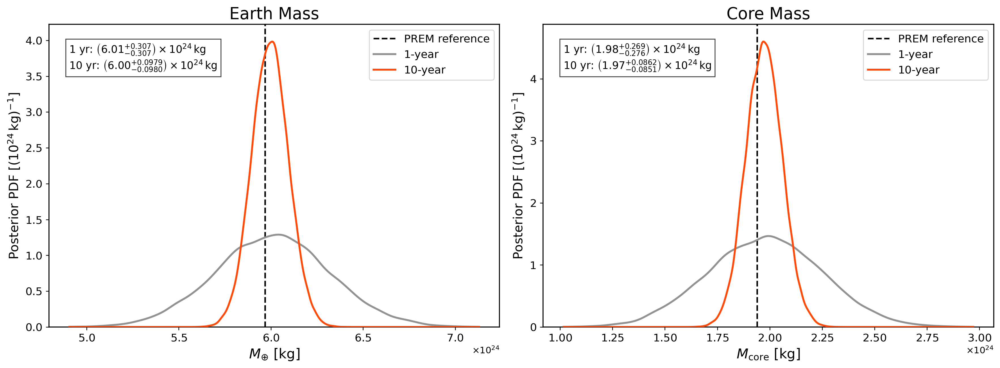 Earth Mass
1 yr: (6.01 +0.307 −0.307) × 10²⁴ kg
10 yr: (6.00 +0.0979 −0.0980) × 10²⁴ kg
PREM reference
1-year
10-year
Posterior PDF [(10²⁴ kg)⁻¹]
4.0
3.5
3.0
2.5
2.0
1.5
1.0
0.5
0.0
5.0 5.5 6.0 6.5 7.0
×10²⁴
M⊕ [kg]
Core Mass
1 yr: (1.98 +0.269 −0.276) × 10²⁴ kg
10 yr: (1.97 +0.0862 −0.0851) × 10²⁴ kg
PREM reference
1-year
10-year
Posterior PDF [(10²⁴ kg)⁻¹]
4
3
2
1
0
1.00 1.25 1.50 1.75 2.00 2.25 2.50 2.75 3.00
×10²⁴
Mcore [kg]